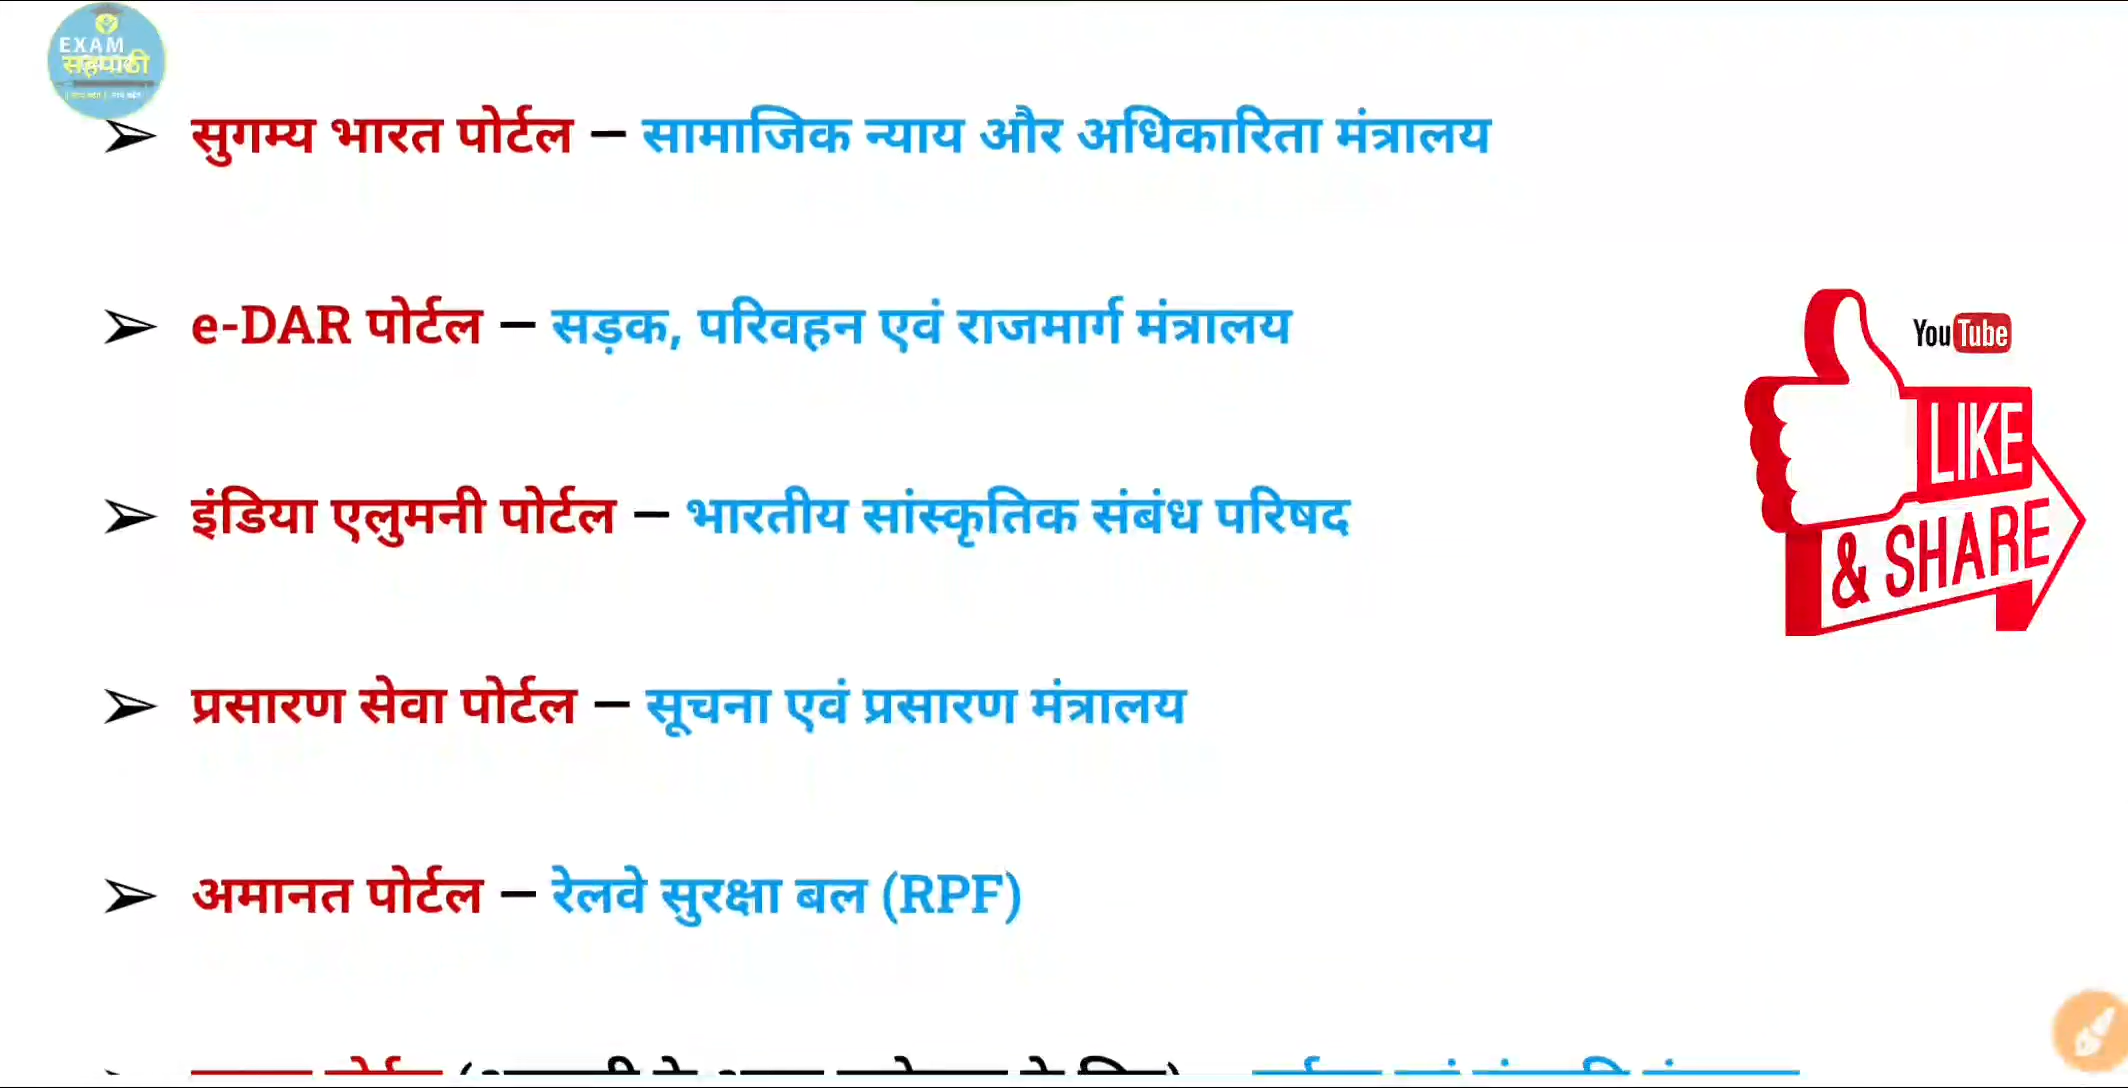 EXAM
सहपाठी
➢ सुगम्य भारत पोर्टल – सामाजिक न्याय और अधिकारिता मंत्रालय
➢ e-DAR पोर्टल – सड़क, परिवहन एवं राजमार्ग मंत्रालय
You Tube
LIKE
& SHARE
➢ इंडिया एलुमनी पोर्टल – भारतीय सांस्कृतिक संबंध परिषद
➢ प्रसारण सेवा पोर्टल – सूचना एवं प्रसारण मंत्रालय
➢ अमानत पोर्टल – रेलवे सुरक्षा बल (RPF)